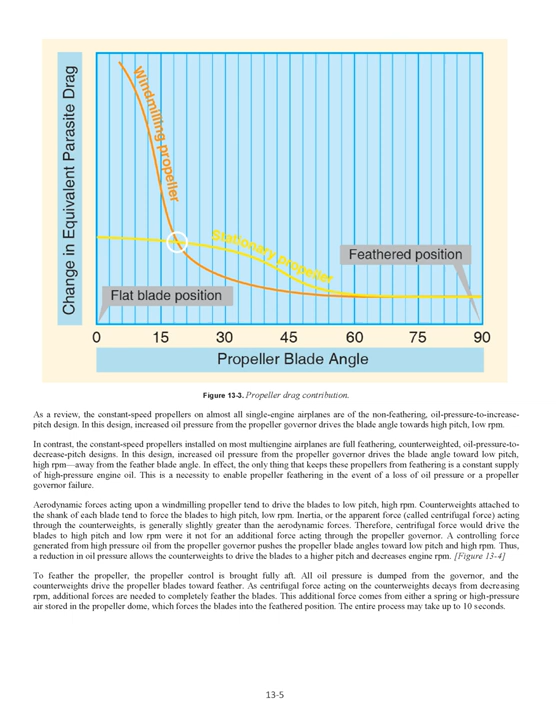 Change in Equivalent Parasite Drag
Windmilling propeller
Stationary propeller
Feathered position
Flat blade position
0 15 30 45 60 75 90
Propeller Blade Angle
Figure 13-3. Propeller drag contribution.
As a review, the constant-speed propellers on almost all single-engine airplanes are of the non-feathering, oil-pressure-to-increase-
pitch design. In this design, increased oil pressure from the propeller governor drives the blade angle towards high pitch, low rpm.
In contrast, the constant-speed propellers installed on most multiengine airplanes are full feathering, counterweighted, oil-pressure-to-
decrease-pitch designs. In this design, increased oil pressure from the propeller governor drives the blade angle toward low pitch,
high rpm—away from the feather blade angle. In effect, the only thing that keeps these propellers from feathering is a constant supply
of high-pressure engine oil. This is a necessity to enable propeller feathering in the event of a loss of oil pressure or a propeller
governor failure.
Aerodynamic forces acting upon a windmilling propeller tend to drive the blades to low pitch, high rpm. Counterweights attached to
the shank of each blade tend to force the blades to high pitch, low rpm. Inertia, or the apparent force (called centrifugal force) acting
through the counterweights, is generally slightly greater than the aerodynamic forces. Therefore, centrifugal force would drive the
blades to high pitch and low rpm were it not for an additional force acting through the propeller governor. A controlling force
generated from high pressure oil from the propeller governor pushes the propeller blade angles toward low pitch and high rpm. Thus,
a reduction in oil pressure allows the counterweights to drive the blades to a higher pitch and decreases engine rpm. [Figure 13-4]
To feather the propeller, the propeller control is brought fully aft. All oil pressure is dumped from the governor, and the
counterweights drive the propeller blades toward feather. As centrifugal force acting on the counterweights decays from decreasing
rpm, additional forces are needed to completely feather the blades. This additional force comes from either a spring or high-pressure
air stored in the propeller dome, which forces the blades into the feathered position. The entire process may take up to 10 seconds.
13-5